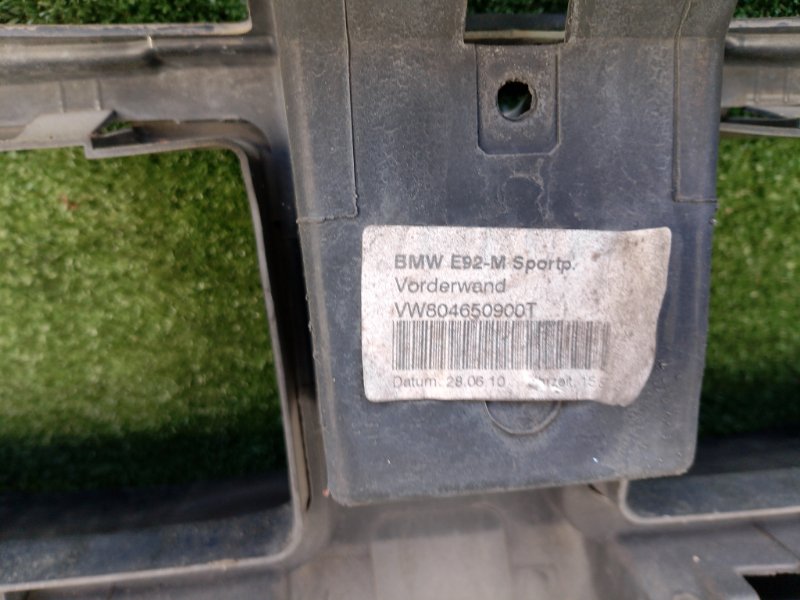 BMW E92-M Sportp.
Vorderwand
VW804650900T
Datum. 28.06.10